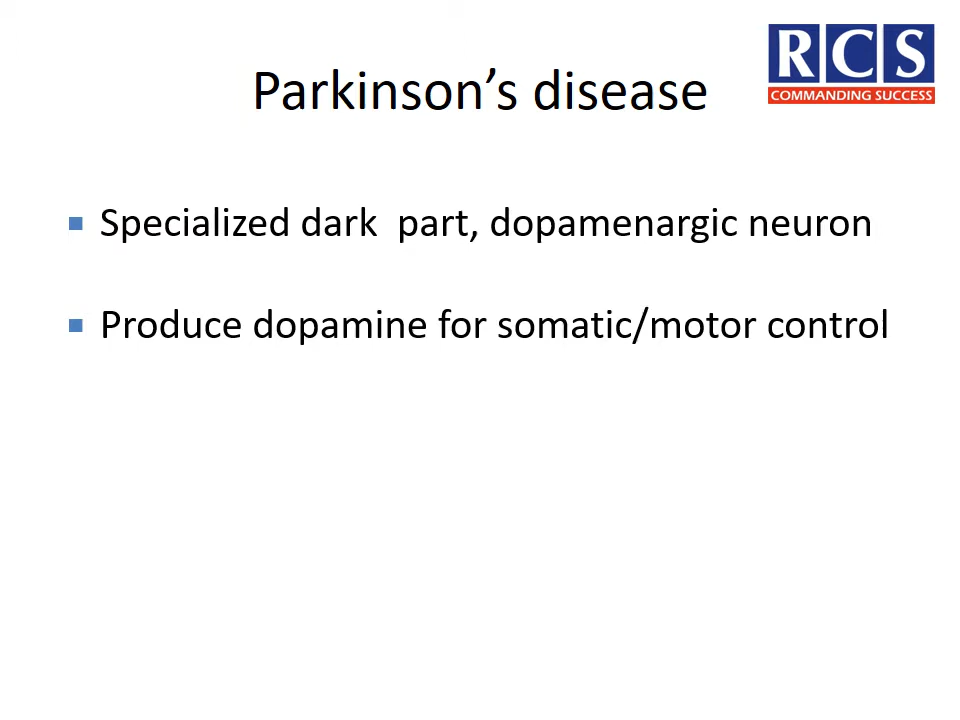 RCS
COMMANDING SUCCESS
Parkinson’s disease
Specialized dark  part, dopamenargic neuron
Produce dopamine for somatic/motor control